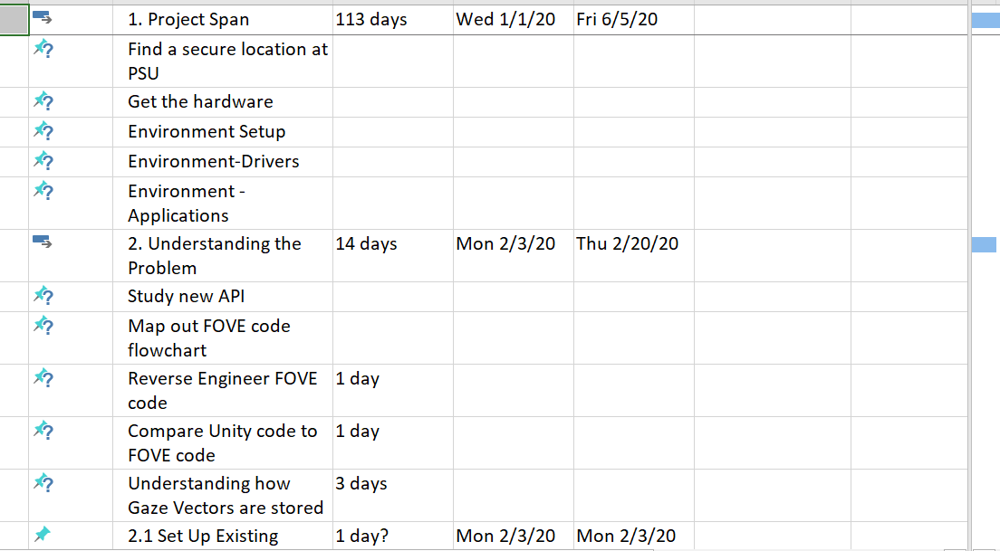 1. Project Span 113 days Wed 1/1/20 Fri 6/5/20
Find a secure location at
PSU
Get the hardware
Environment Setup
Environment-Drivers
Environment -
Applications
2. Understanding the 14 days Mon 2/3/20 Thu 2/20/20
Problem
Study new API
Map out FOVE code
flowchart
Reverse Engineer FOVE 1 day
code
Compare Unity code to 1 day
FOVE code
Understanding how 3 days
Gaze Vectors are stored
2.1 Set Up Existing 1 day? Mon 2/3/20 Mon 2/3/20